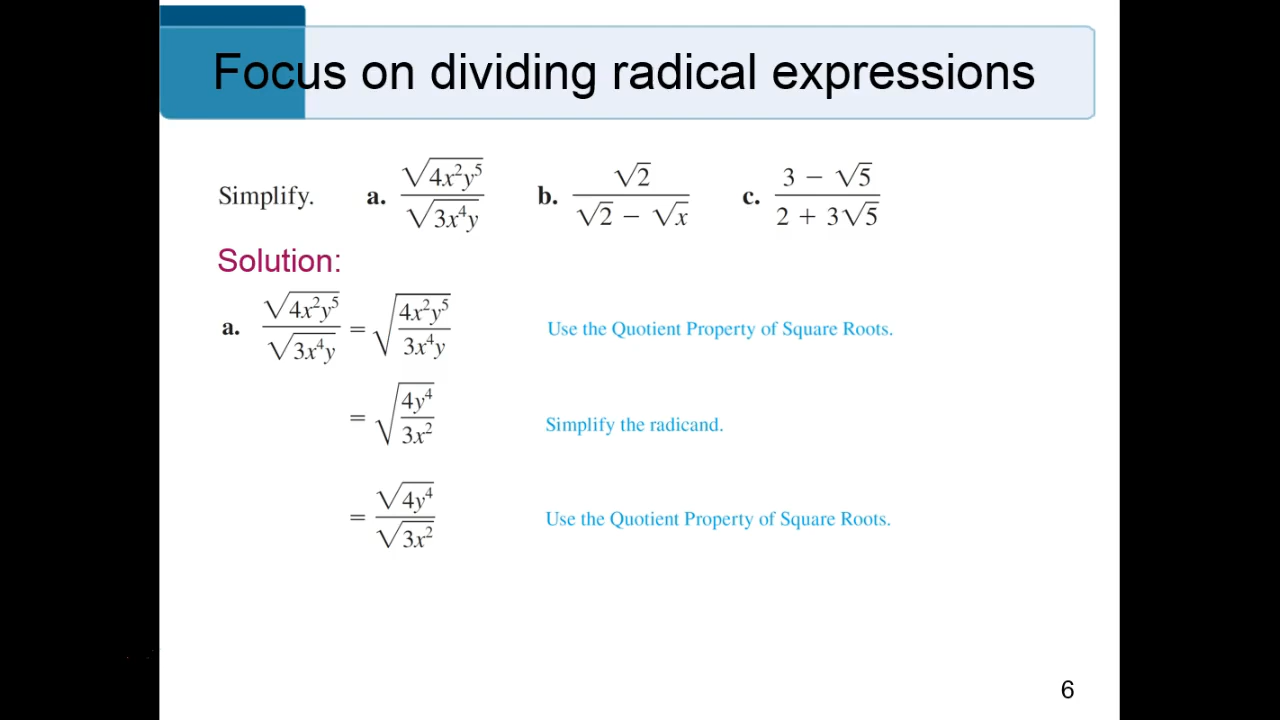 Focus on dividing radical expressions
Simplify. a. √(4x²y⁵) / √(3x⁴y) b. √2 / (√2 − √x) c. (3 − √5) / (2 + 3√5)
Solution:
a. √(4x²y⁵) / √(3x⁴y) = √(4x²y⁵ / 3x⁴y) Use the Quotient Property of Square Roots.
= √(4y⁴ / 3x²) Simplify the radicand.
= √(4y⁴) / √(3x²) Use the Quotient Property of Square Roots.
6